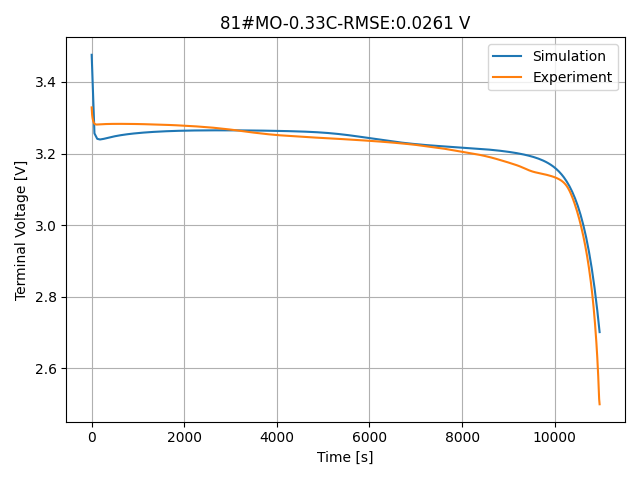 81#MO-0.33C-RMSE:0.0261 V
Simulation
Experiment
Terminal Voltage [V]
3.4
3.2
3.0
2.8
2.6
0 2000 4000 6000 8000 10000
Time [s]